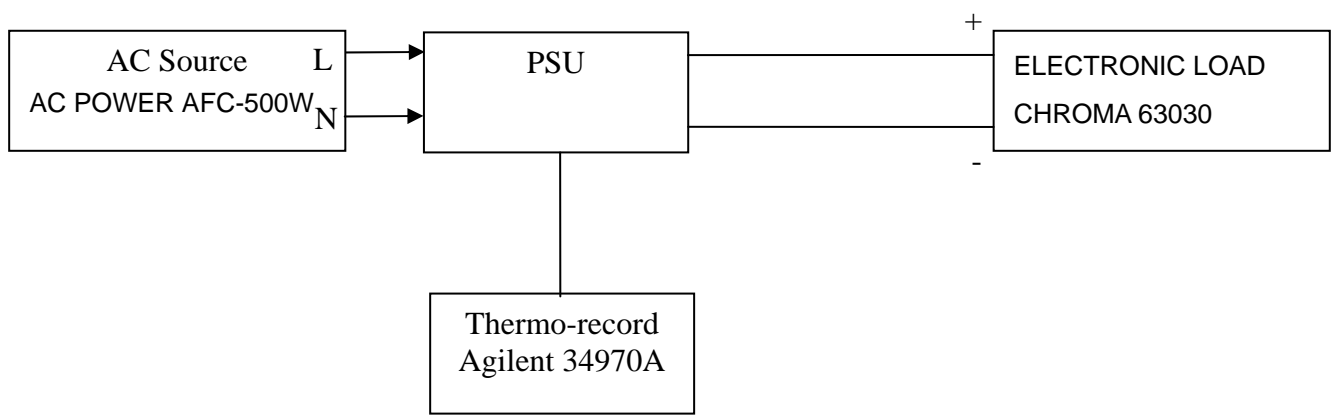 AC Source
AC POWER AFC-500W
L
N
PSU
+
-
ELECTRONIC LOAD
CHROMA 63030
Thermo-record
Agilent 34970A